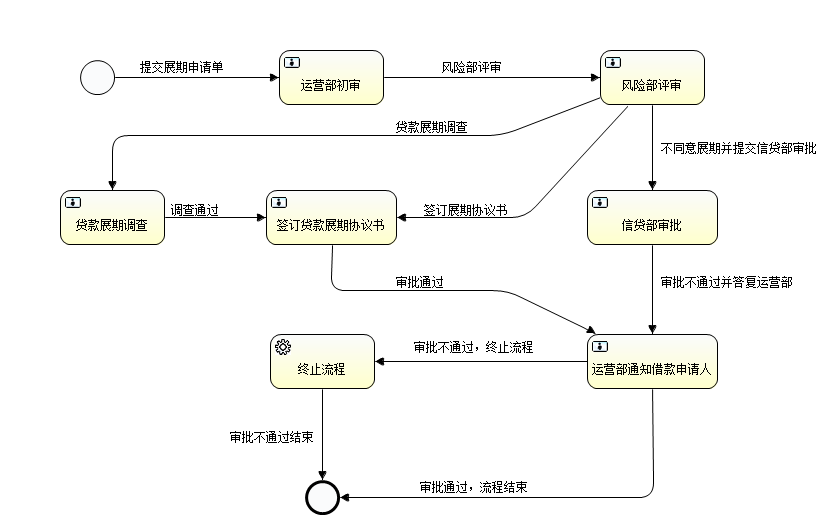 提交展期申请单
运营部初审
风险部评审
风险部评审
贷款展期调查
不同意展期并提交信贷部审批
贷款展期调查
调查通过
签订贷款展期协议书
签订展期协议书
信贷部审批
审批通过
审批不通过并答复运营部
终止流程
审批不通过，终止流程
运营部通知借款申请人
审批不通过结束
审批通过，流程结束